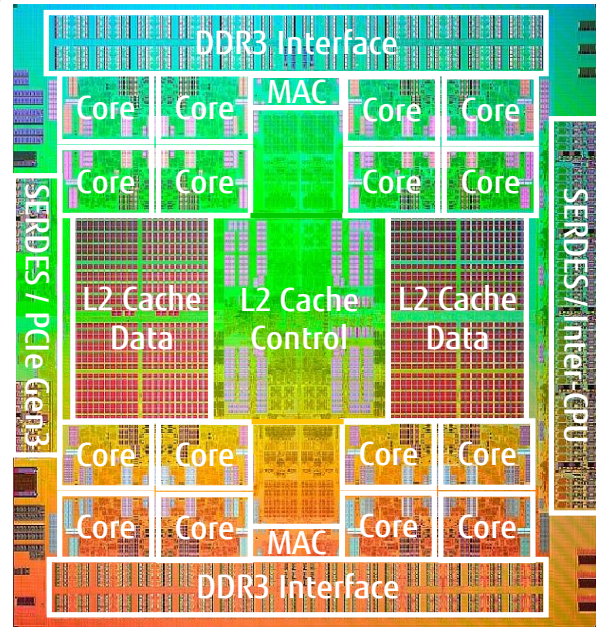 DDR3 Interface
MAC
Core
Core
Core
Core
Core
Core
Core
Core
SERDES / PCIe Gen3
L2 Cache
Data
L2 Cache
Control
L2 Cache
Data
SERDES / Inter-CPU
Core
Core
Core
Core
Core
Core
Core
Core
MAC
DDR3 Interface